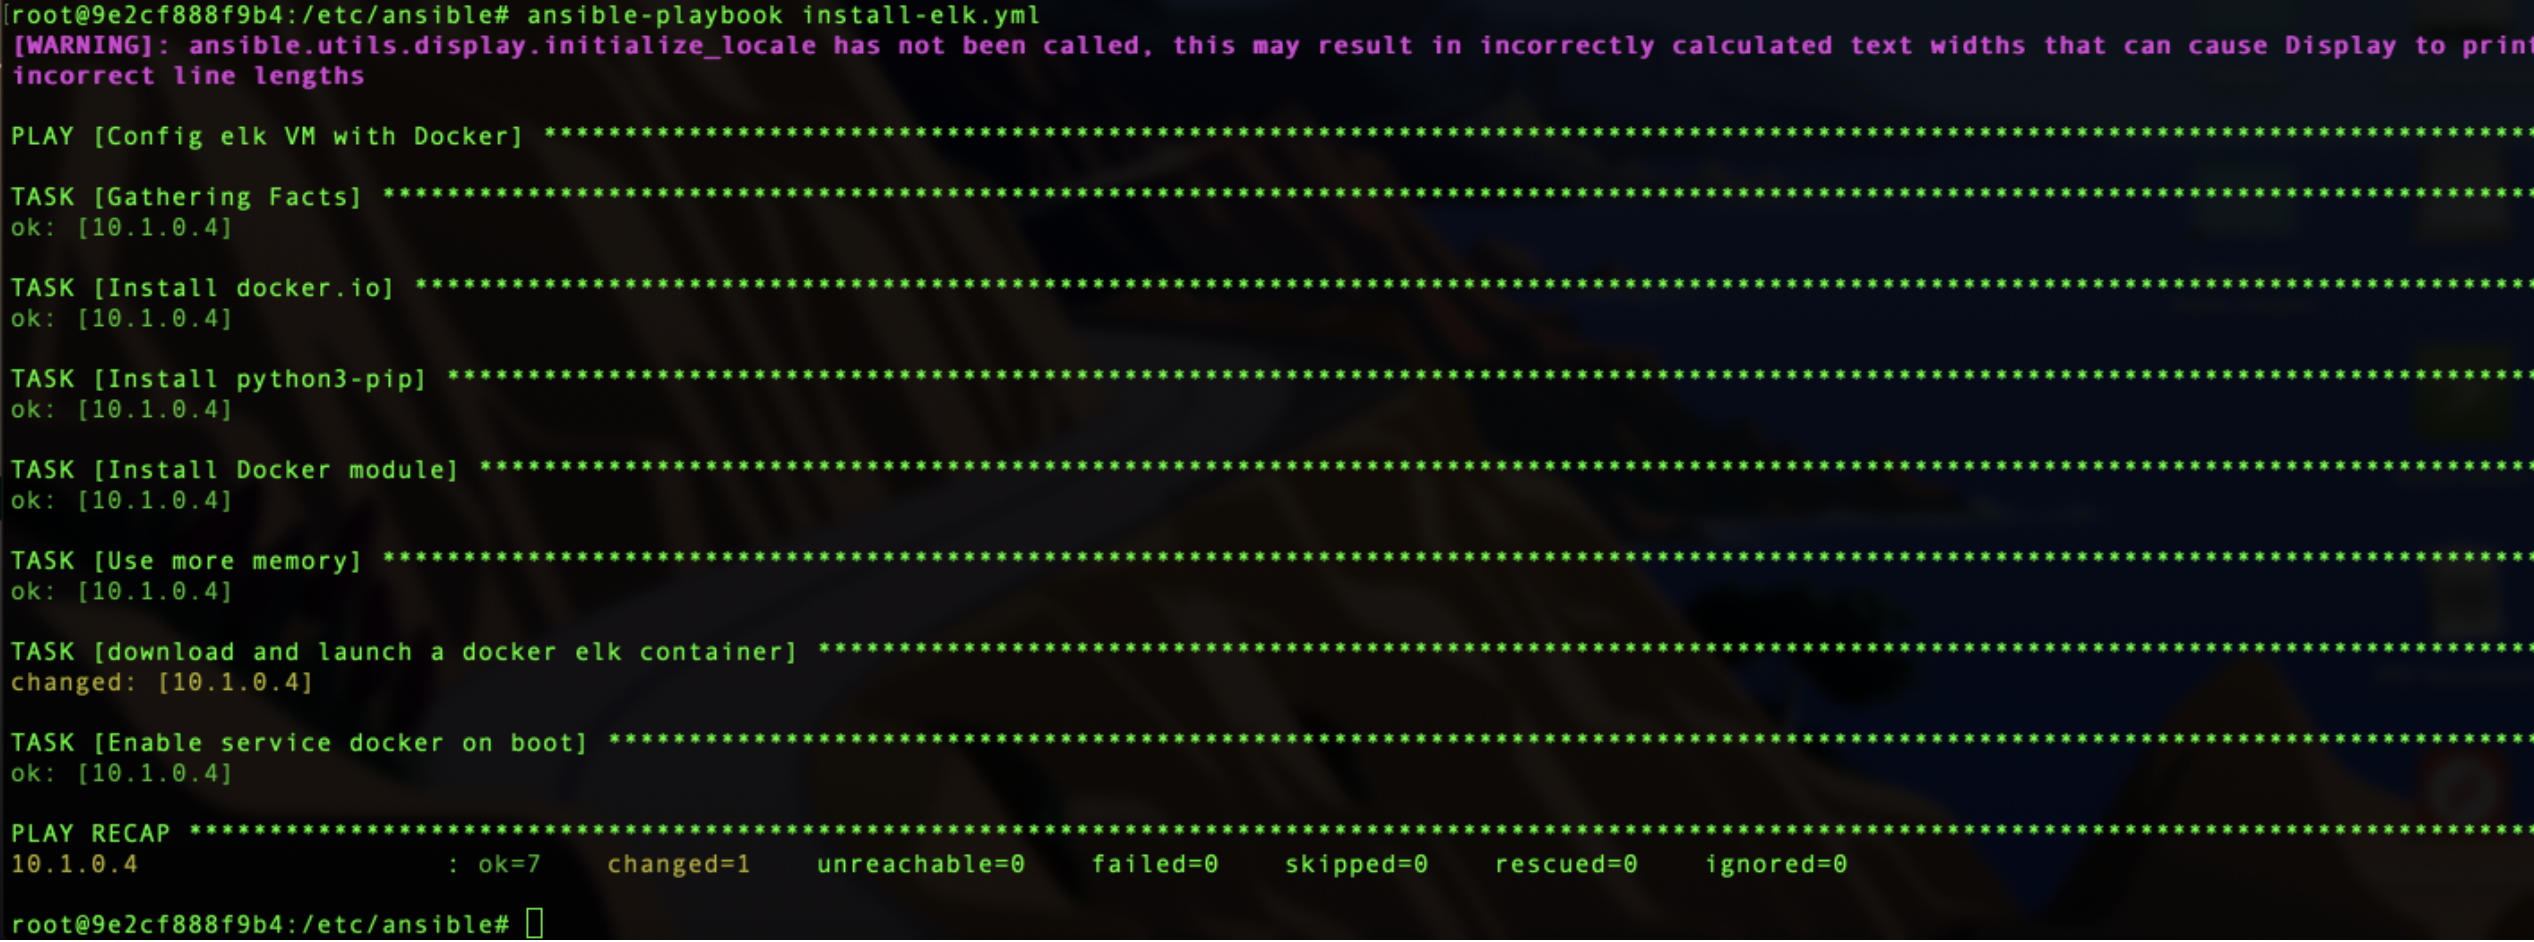 [root@9e2cf888f9b4:/etc/ansible# ansible-playbook install-elk.yml
[WARNING]: ansible.utils.display.initialize_locale has not been called, this may result in incorrectly calculated text widths that can cause Display to print
incorrect line lengths
PLAY [Config elk VM with Docker] ****************************************************************************************************************************
TASK [Gathering Facts] **************************************************************************************************************************************
ok: [10.1.0.4]
TASK [Install docker.io] ************************************************************************************************************************************
ok: [10.1.0.4]
TASK [Install python3-pip] **********************************************************************************************************************************
ok: [10.1.0.4]
TASK [Install Docker module] ********************************************************************************************************************************
ok: [10.1.0.4]
TASK [Use more memory] **************************************************************************************************************************************
ok: [10.1.0.4]
TASK [download and launch a docker elk container] ***********************************************************************************************************
changed: [10.1.0.4]
TASK [Enable service docker on boot] ************************************************************************************************************************
ok: [10.1.0.4]
PLAY RECAP **************************************************************************************************************************************************
10.1.0.4                   : ok=7    changed=1    unreachable=0    failed=0    skipped=0    rescued=0    ignored=0
root@9e2cf888f9b4:/etc/ansible#